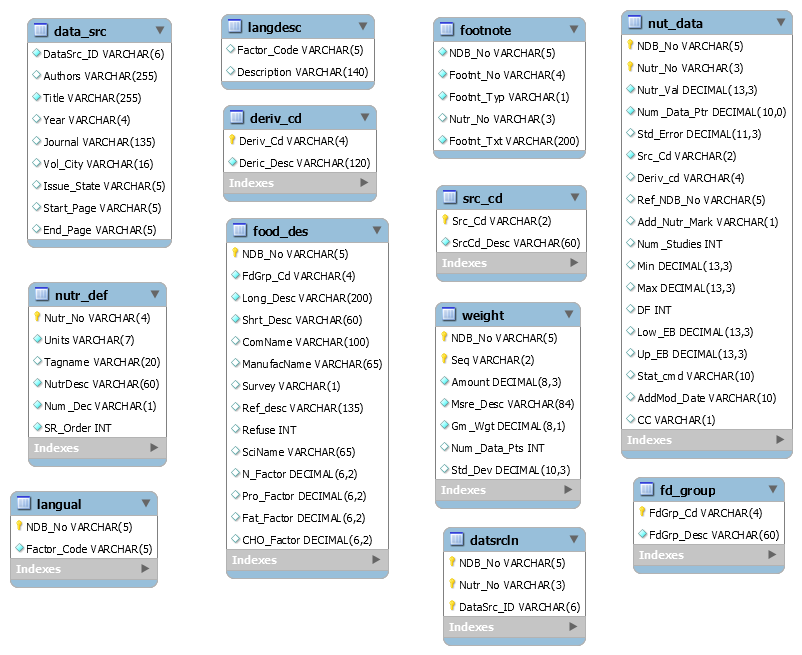 data_src
DataSrc_ID VARCHAR(6)
Authors VARCHAR(255)
Title VARCHAR(255)
Year VARCHAR(4)
Journal VARCHAR(135)
Vol_City VARCHAR(16)
Issue_State VARCHAR(5)
Start_Page VARCHAR(5)
End_Page VARCHAR(5)
nutr_def
Nutr_No VARCHAR(4)
Units VARCHAR(7)
Tagname VARCHAR(20)
NutrDesc VARCHAR(60)
Num_Dec VARCHAR(1)
SR_Order INT
Indexes
langual
NDB_No VARCHAR(5)
Factor_Code VARCHAR(5)
Indexes
langdesc
Factor_Code VARCHAR(5)
Description VARCHAR(140)
deriv_cd
Deriv_Cd VARCHAR(4)
Deric_Desc VARCHAR(120)
Indexes
food_des
NDB_No VARCHAR(5)
FdGrp_Cd VARCHAR(4)
Long_Desc VARCHAR(200)
Shrt_Desc VARCHAR(60)
ComName VARCHAR(100)
ManufacName VARCHAR(65)
Survey VARCHAR(1)
Ref_desc VARCHAR(135)
Refuse INT
SciName VARCHAR(65)
N_Factor DECIMAL(6,2)
Pro_Factor DECIMAL(6,2)
Fat_Factor DECIMAL(6,2)
CHO_Factor DECIMAL(6,2)
Indexes
footnote
NDB_No VARCHAR(5)
Footnt_No VARCHAR(4)
Footnt_Typ VARCHAR(1)
Nutr_No VARCHAR(3)
Footnt_Txt VARCHAR(200)
src_cd
Src_Cd VARCHAR(2)
SrcCd_Desc VARCHAR(60)
Indexes
weight
NDB_No VARCHAR(5)
Seq VARCHAR(2)
Amount DECIMAL(8,3)
Msre_Desc VARCHAR(84)
Gm_Wgt DECIMAL(8,1)
Num_Data_Pts INT
Std_Dev DECIMAL(10,3)
Indexes
datsrcln
NDB_No VARCHAR(5)
Nutr_No VARCHAR(3)
DataSrc_ID VARCHAR(6)
Indexes
nut_data
NDB_No VARCHAR(5)
Nutr_No VARCHAR(3)
Nutr_Val DECIMAL(13,3)
Num_Data_Ptr DECIMAL(10,0)
Std_Error DECIMAL(11,3)
Src_Cd VARCHAR(2)
Deriv_cd VARCHAR(4)
Ref_NDB_No VARCHAR(5)
Add_Nutr_Mark VARCHAR(1)
Num_Studies INT
Min DECIMAL(13,3)
Max DECIMAL(13,3)
DF INT
Low_EB DECIMAL(13,3)
Up_EB DECIMAL(13,3)
Stat_cmd VARCHAR(10)
AddMod_Date VARCHAR(10)
CC VARCHAR(1)
Indexes
fd_group
FdGrp_Cd VARCHAR(4)
FdGrp_Desc VARCHAR(60)
Indexes